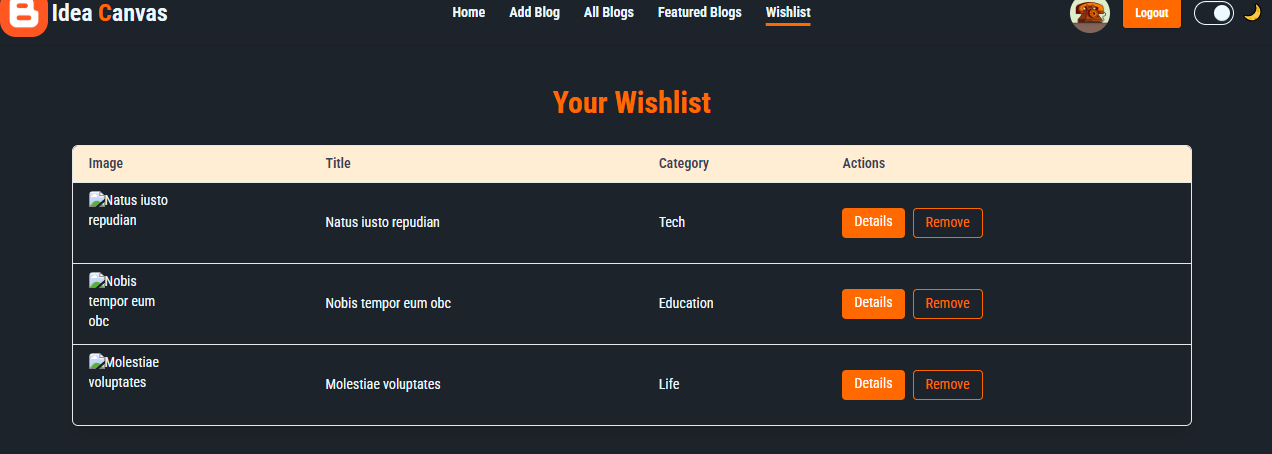 Idea Canvas Home Add Blog All Blogs Featured Blogs Wishlist Logout
Your Wishlist
Image Title Category Actions
Natus iusto
repudian
Natus iusto repudian Tech Details Remove
Nobis
tempor eum
obc
Nobis tempor eum obc Education Details Remove
Molestiae
voluptates
Molestiae voluptates Life Details Remove